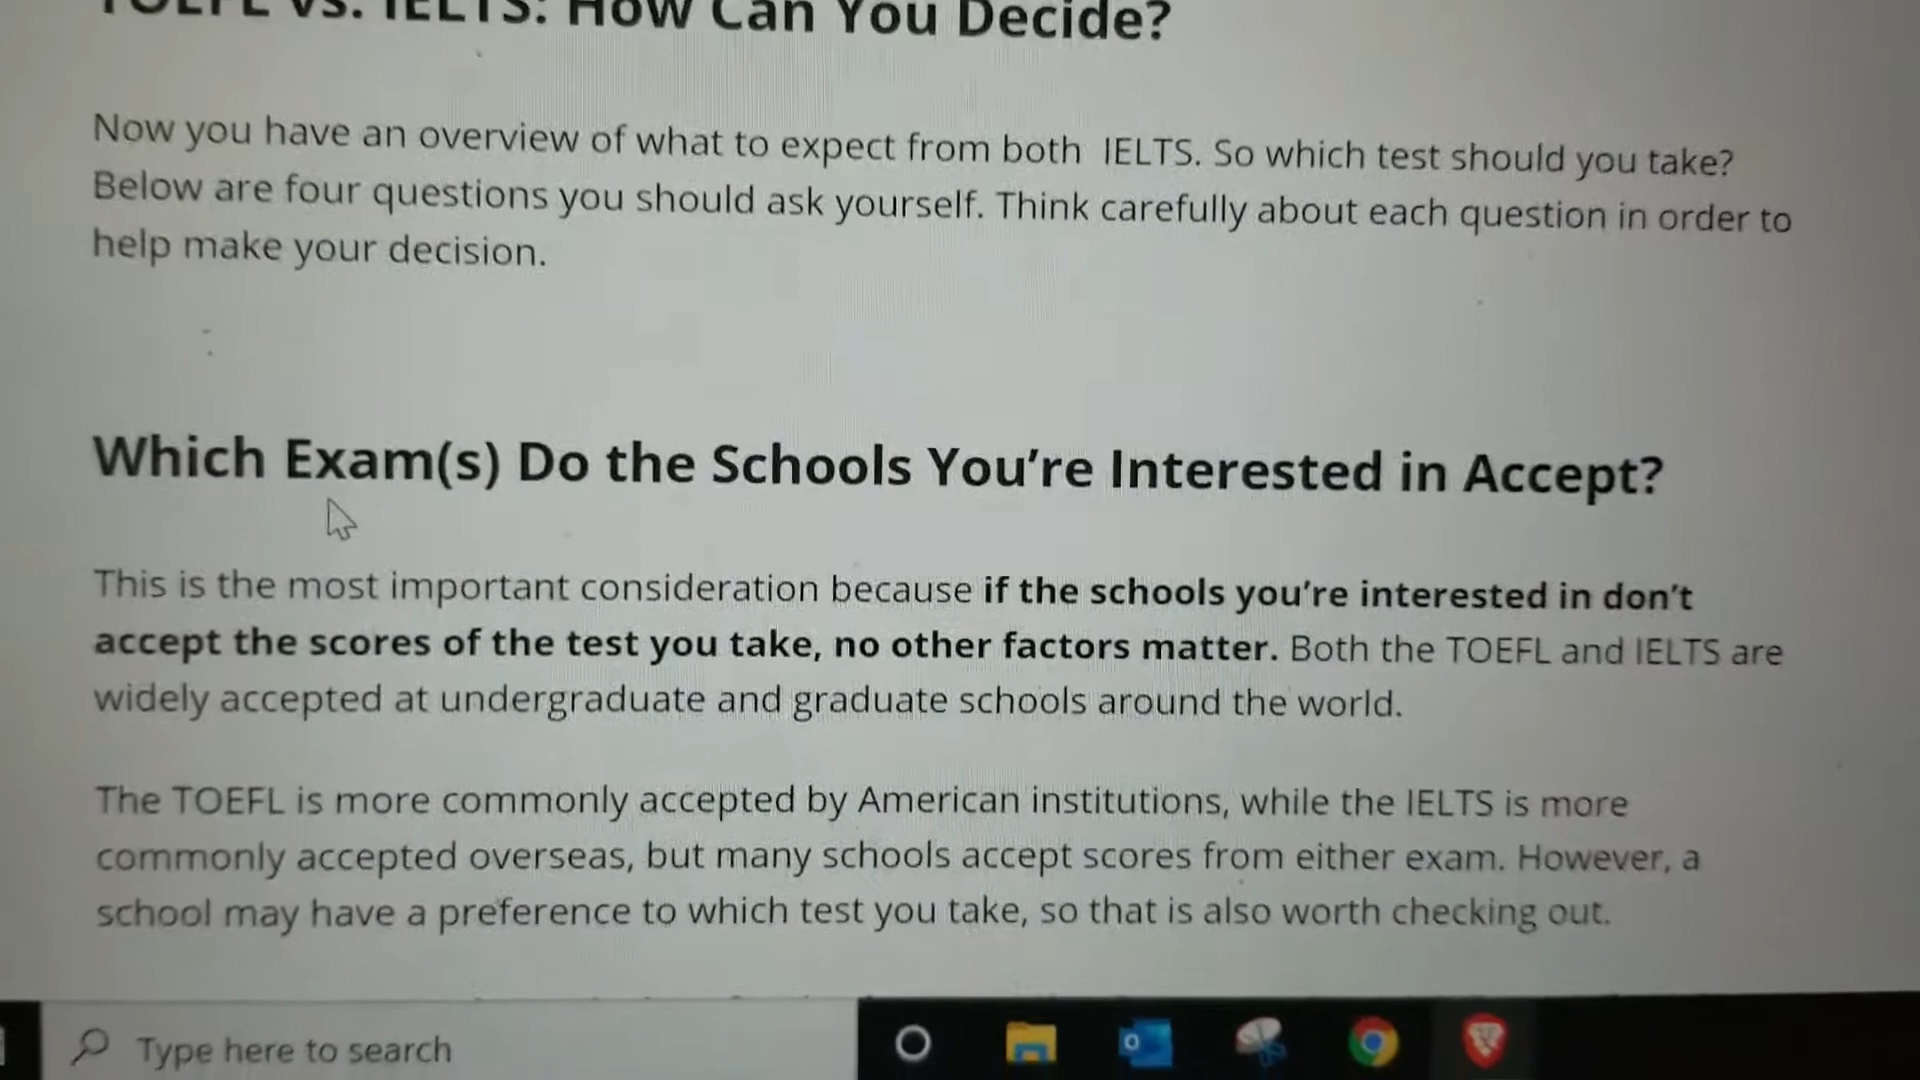 TOEFL vs. IELTS: How Can You Decide?
Now you have an overview of what to expect from both IELTS. So which test should you take?
Below are four questions you should ask yourself. Think carefully about each question in order to
help make your decision.
Which Exam(s) Do the Schools You're Interested in Accept?
This is the most important consideration because if the schools you're interested in don't
accept the scores of the test you take, no other factors matter. Both the TOEFL and IELTS are
widely accepted at undergraduate and graduate schools around the world.
The TOEFL is more commonly accepted by American institutions, while the IELTS is more
commonly accepted overseas, but many schools accept scores from either exam. However, a
school may have a preference to which test you take, so that is also worth checking out.
Type here to search